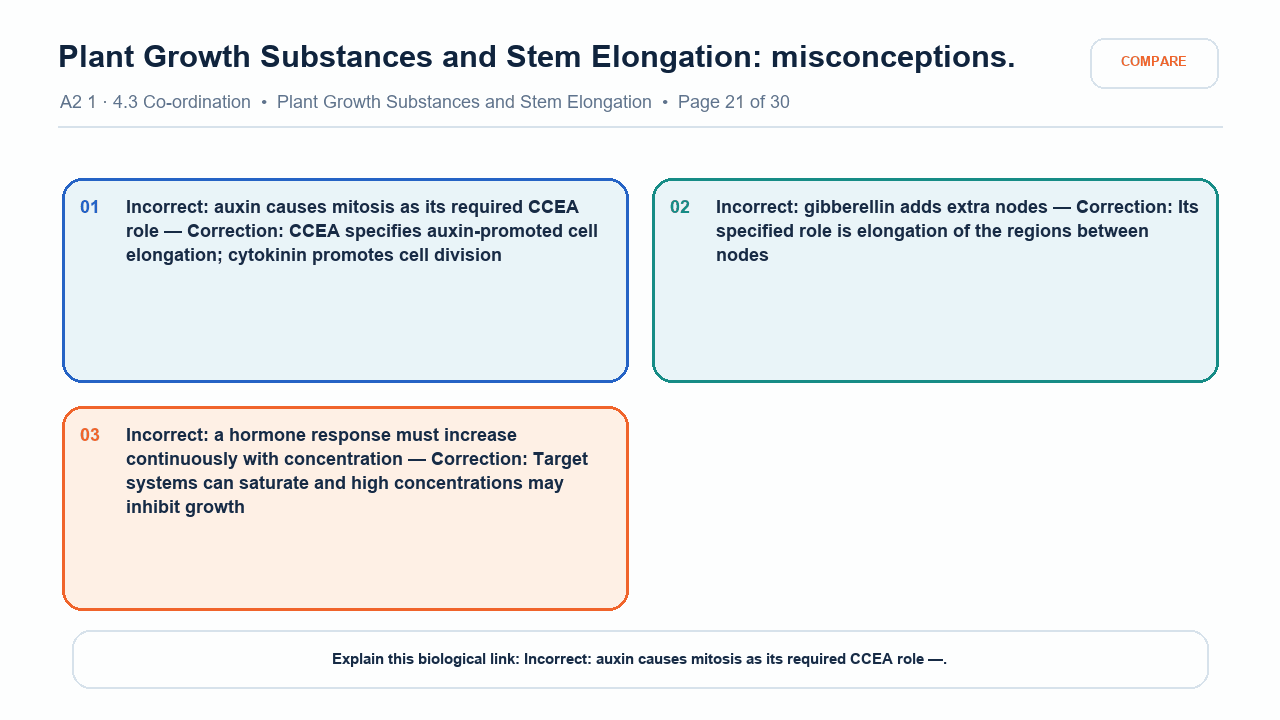 Plant Growth Substances and Stem Elongation: misconceptions.
COMPARE
A2 1 · 4.3 Co-ordination • Plant Growth Substances and Stem Elongation • Page 21 of 30
01
Incorrect: auxin causes mitosis as its required CCEA
role — Correction: CCEA specifies auxin-promoted cell
elongation; cytokinin promotes cell division
02
Incorrect: gibberellin adds extra nodes — Correction: Its
specified role is elongation of the regions between
nodes
03
Incorrect: a hormone response must increase
continuously with concentration — Correction: Target
systems can saturate and high concentrations may
inhibit growth
Explain this biological link: Incorrect: auxin causes mitosis as its required CCEA role —.